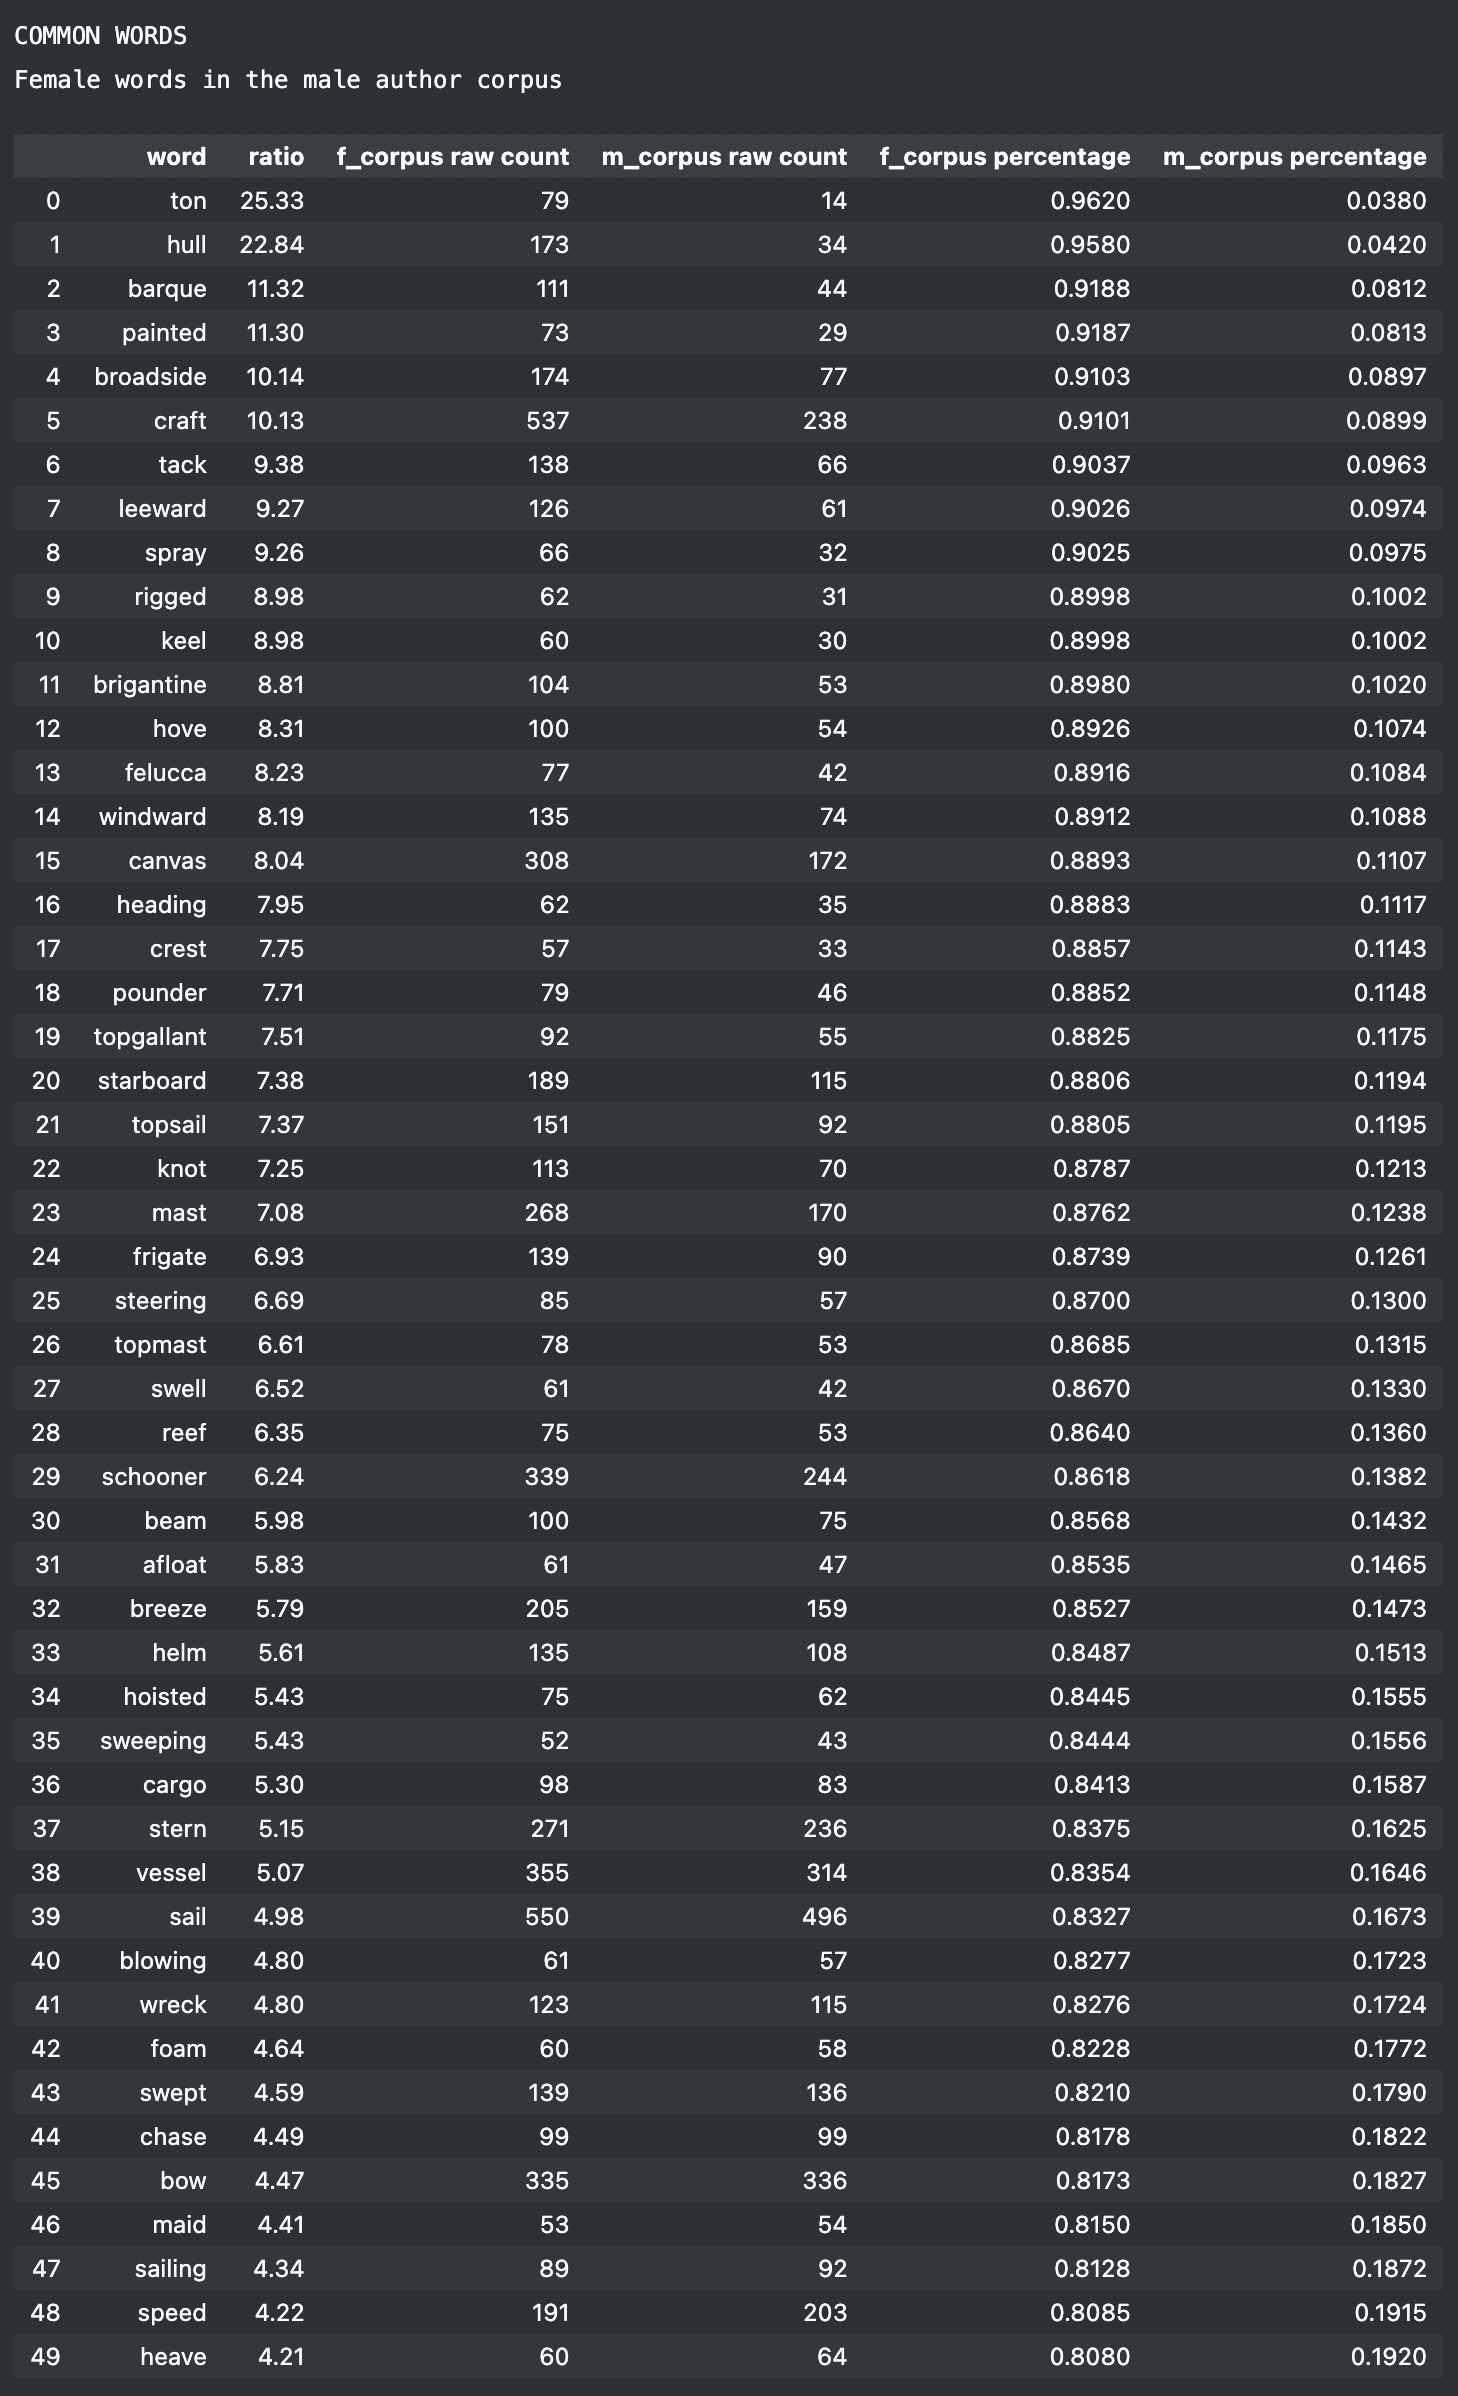 COMMON WORDS
Female words in the male author corpus
word ratio f_corpus raw count m_corpus raw count f_corpus percentage m_corpus percentage
0 ton 25.33 79 14 0.9620 0.0380
1 hull 22.84 173 34 0.9580 0.0420
2 barque 11.32 111 44 0.9188 0.0812
3 painted 11.30 73 29 0.9187 0.0813
4 broadside 10.14 174 77 0.9103 0.0897
5 craft 10.13 537 238 0.9101 0.0899
6 tack 9.38 138 66 0.9037 0.0963
7 leeward 9.27 126 61 0.9026 0.0974
8 spray 9.26 66 32 0.9025 0.0975
9 rigged 8.98 62 31 0.8998 0.1002
10 keel 8.98 60 30 0.8998 0.1002
11 brigantine 8.81 104 53 0.8980 0.1020
12 hove 8.31 100 54 0.8926 0.1074
13 felucca 8.23 77 42 0.8916 0.1084
14 windward 8.19 135 74 0.8912 0.1088
15 canvas 8.04 308 172 0.8893 0.1107
16 heading 7.95 62 35 0.8883 0.1117
17 crest 7.75 57 33 0.8857 0.1143
18 pounder 7.71 79 46 0.8852 0.1148
19 topgallant 7.51 92 55 0.8825 0.1175
20 starboard 7.38 189 115 0.8806 0.1194
21 topsail 7.37 151 92 0.8805 0.1195
22 knot 7.25 113 70 0.8787 0.1213
23 mast 7.08 268 170 0.8762 0.1238
24 frigate 6.93 139 90 0.8739 0.1261
25 steering 6.69 85 57 0.8700 0.1300
26 topmast 6.61 78 53 0.8685 0.1315
27 swell 6.52 61 42 0.8670 0.1330
28 reef 6.35 75 53 0.8640 0.1360
29 schooner 6.24 339 244 0.8618 0.1382
30 beam 5.98 100 75 0.8568 0.1432
31 afloat 5.83 61 47 0.8535 0.1465
32 breeze 5.79 205 159 0.8527 0.1473
33 helm 5.61 135 108 0.8487 0.1513
34 hoisted 5.43 75 62 0.8445 0.1555
35 sweeping 5.43 52 43 0.8444 0.1556
36 cargo 5.30 98 83 0.8413 0.1587
37 stern 5.15 271 236 0.8375 0.1625
38 vessel 5.07 355 314 0.8354 0.1646
39 sail 4.98 550 496 0.8327 0.1673
40 blowing 4.80 61 57 0.8277 0.1723
41 wreck 4.80 123 115 0.8276 0.1724
42 foam 4.64 60 58 0.8228 0.1772
43 swept 4.59 139 136 0.8210 0.1790
44 chase 4.49 99 99 0.8178 0.1822
45 bow 4.47 335 336 0.8173 0.1827
46 maid 4.41 53 54 0.8150 0.1850
47 sailing 4.34 89 92 0.8128 0.1872
48 speed 4.22 191 203 0.8085 0.1915
49 heave 4.21 60 64 0.8080 0.1920